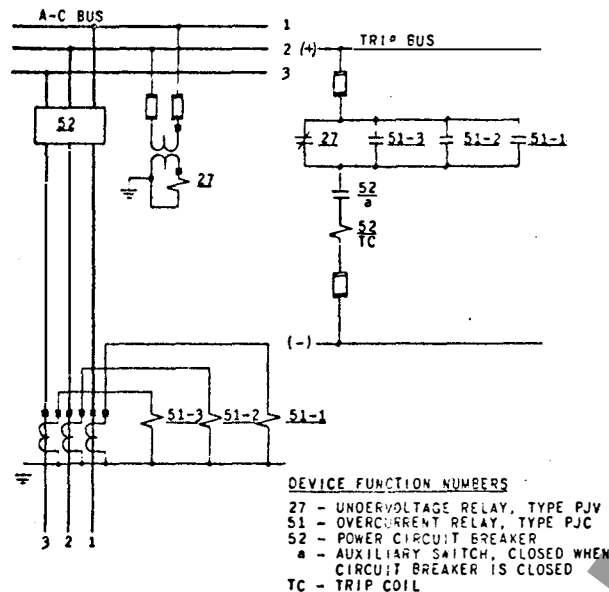 A-C BUS
1
2 (+) TRIP BUS
3
52
27 51-3 51-2 51-1
27
52
a
52
TC
(-)
51-3 51-2 51-1
3 2 1
DEVICE FUNCTION NUMBERS
27 - UNDERVOLTAGE RELAY, TYPE PJV
51 - OVERCURRENT RELAY, TYPE PJC
52 - POWER CIRCUIT BREAKER
a - AUXILIARY SWITCH, CLOSED WHEN
CIRCUIT BREAKER IS CLOSED
TC - TRIP COIL